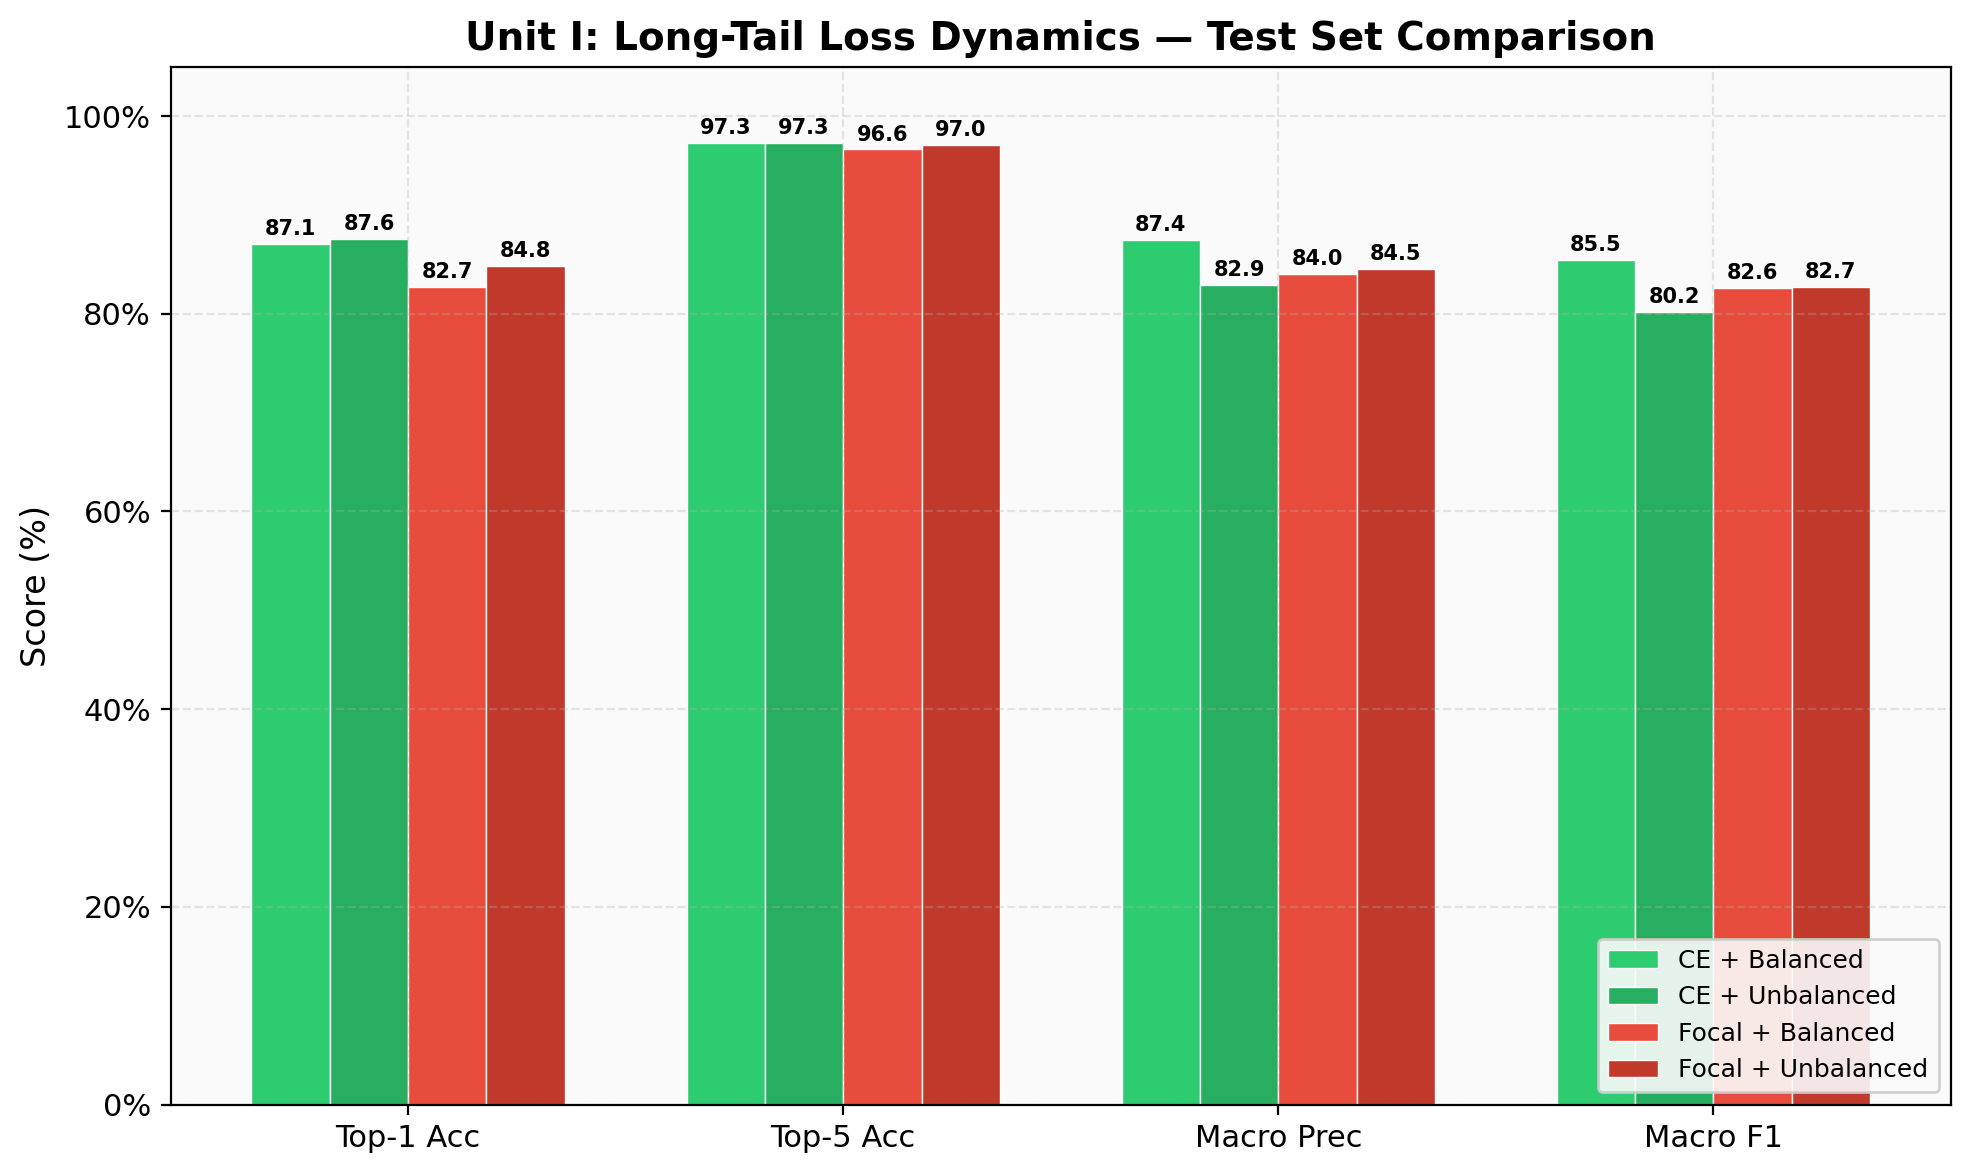 Unit I: Long-Tail Loss Dynamics — Test Set Comparison
Score (%)
100%
80%
60%
40%
20%
0%
87.1
87.6
82.7
84.8
97.3
97.3
96.6
97.0
87.4
82.9
84.0
84.5
85.5
80.2
82.6
82.7
Top-1 Acc
Top-5 Acc
Macro Prec
Macro F1
CE + Balanced
CE + Unbalanced
Focal + Balanced
Focal + Unbalanced